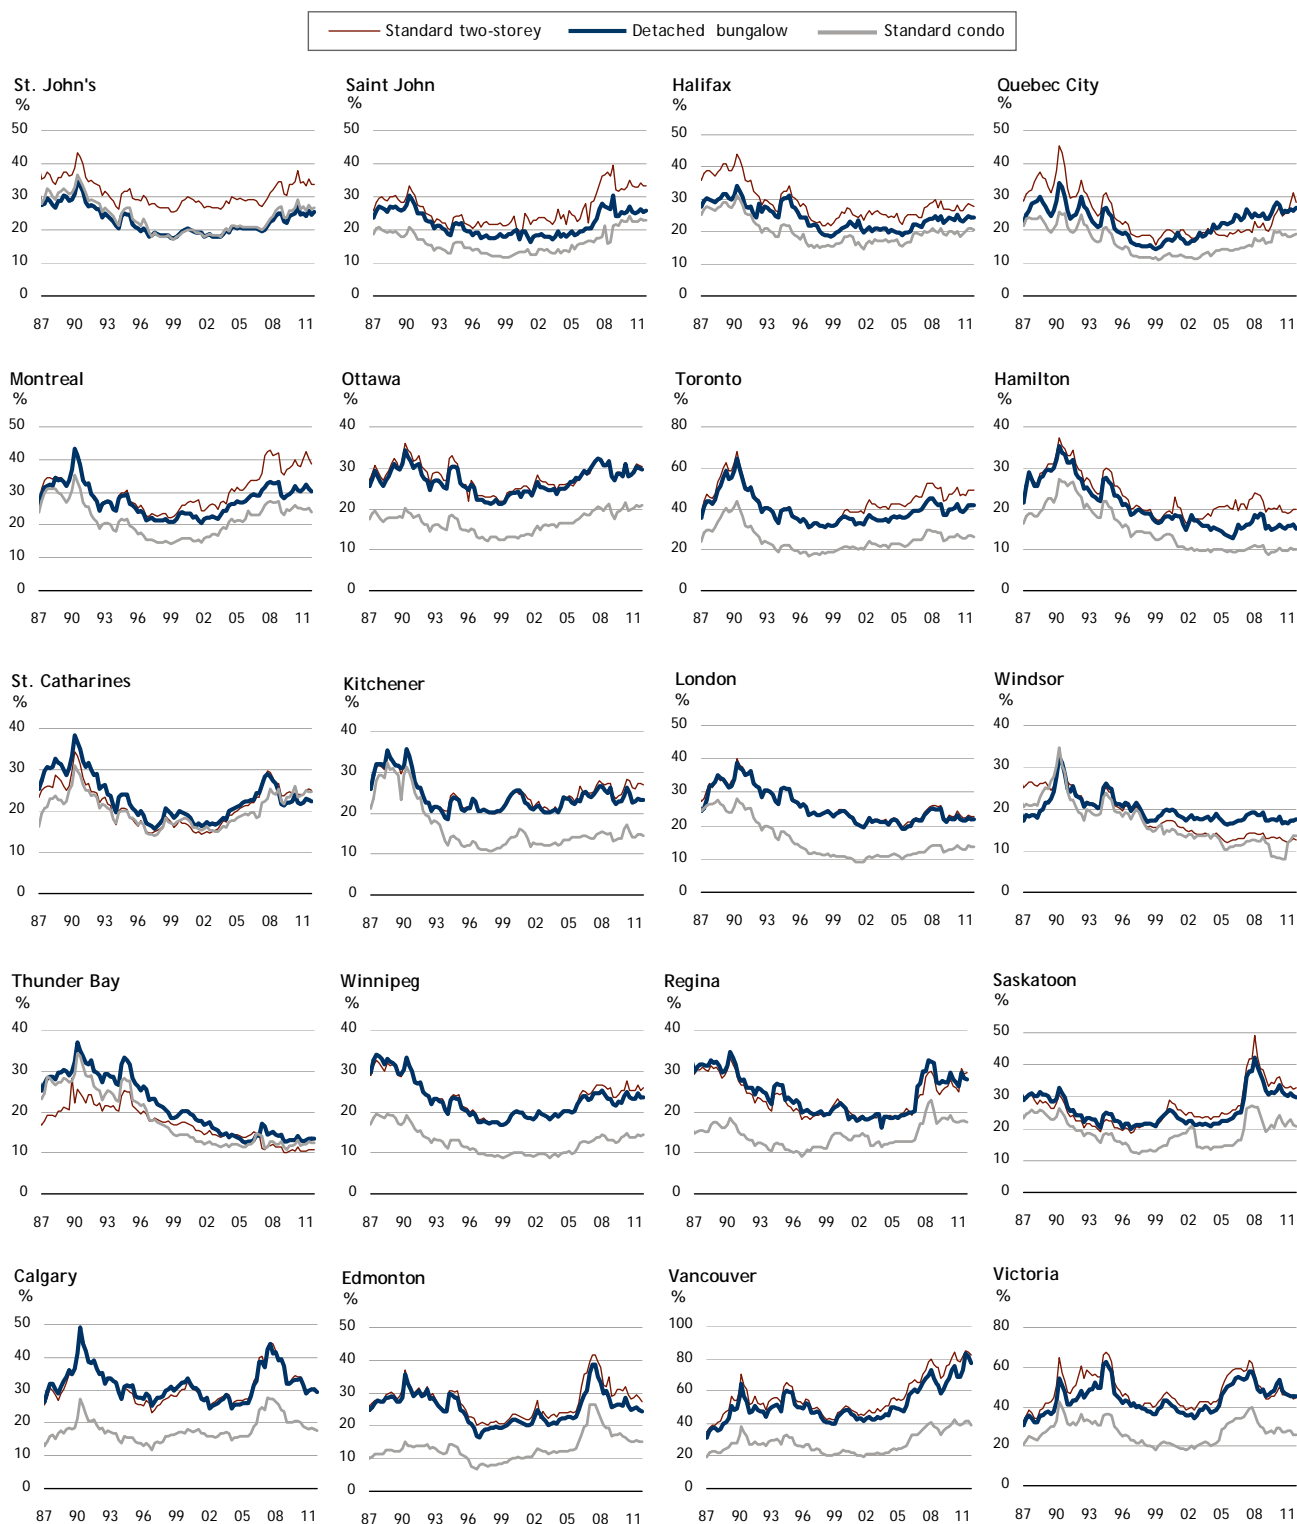 Standard two-storey Detached bungalow Standard condo
St. John's Saint John Halifax Quebec City
% % % %
50 50 50 50
40 40 40 40
30 30 30 30
20 20 20 20
10 10 10 10
0 0 0 0
87 90 93 96 99 02 05 08 11 87 90 93 96 99 02 05 08 11 87 90 93 96 99 02 05 08 11 87 90 93 96 99 02 05 08 11
Montreal Ottawa Toronto Hamilton
% % % %
50 40 80 40
40 30 60 30
30 20 40 20
20 10 20 10
10 0 0 0
0
87 90 93 96 99 02 05 08 11 87 90 93 96 99 02 05 08 11 87 90 93 96 99 02 05 08 11 87 90 93 96 99 02 05 08 11
St. Catharines Kitchener London Windsor
% % % %
40 40 50 40
30 30 40 30
20 20 30 20
10 10 20 10
0 0 10 0
0
87 90 93 96 99 02 05 08 11 87 90 93 96 99 02 05 08 11 87 90 93 96 99 02 05 08 11 87 90 93 96 99 02 05 08 11
Thunder Bay Winnipeg Regina Saskatoon
% % % %
40 40 40 50
30 30 30 40
20 20 20 30
10 10 10 20
0 0 0 10
0
87 90 93 96 99 02 05 08 11 87 90 93 96 99 02 05 08 11 87 90 93 96 99 02 05 08 11 87 90 93 96 99 02 05 08 11
Calgary Edmonton Vancouver Victoria
% % % %
50 50 100 80
40 40 80 60
30 30 60 40
20 20 40 20
10 10 20 0
0 0 0
87 90 93 96 99 02 05 08 11 87 90 93 96 99 02 05 08 11 87 90 93 96 99 02 05 08 11 87 90 93 96 99 02 05 08 11